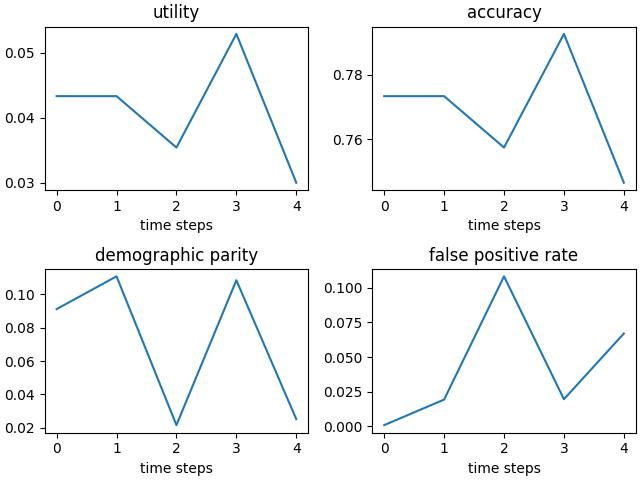 utility
0.05
0.04
0.03
0 1 2 3 4
time steps
accuracy
0.78
0.76
0 1 2 3 4
time steps
demographic parity
0.10
0.08
0.06
0.04
0.02
0 1 2 3 4
time steps
false positive rate
0.100
0.075
0.050
0.025
0.000
0 1 2 3 4
time steps